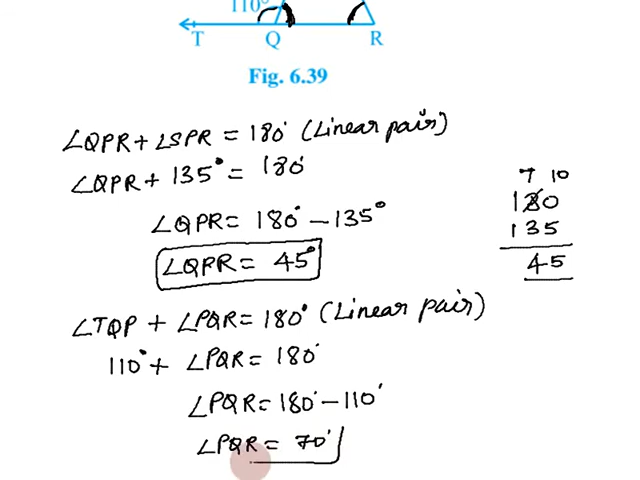 110°
T Q R
Fig. 6.39
∠QPR + ∠SPR = 180° (Linear pair)
∠QPR + 135° = 180°
∠QPR = 180° - 135°
∠QPR = 45°
7 10
180
135
45
∠TQP + ∠PQR = 180° (Linear pair)
110° + ∠PQR = 180°
∠PQR = 180° - 110°
∠PQR = 70°